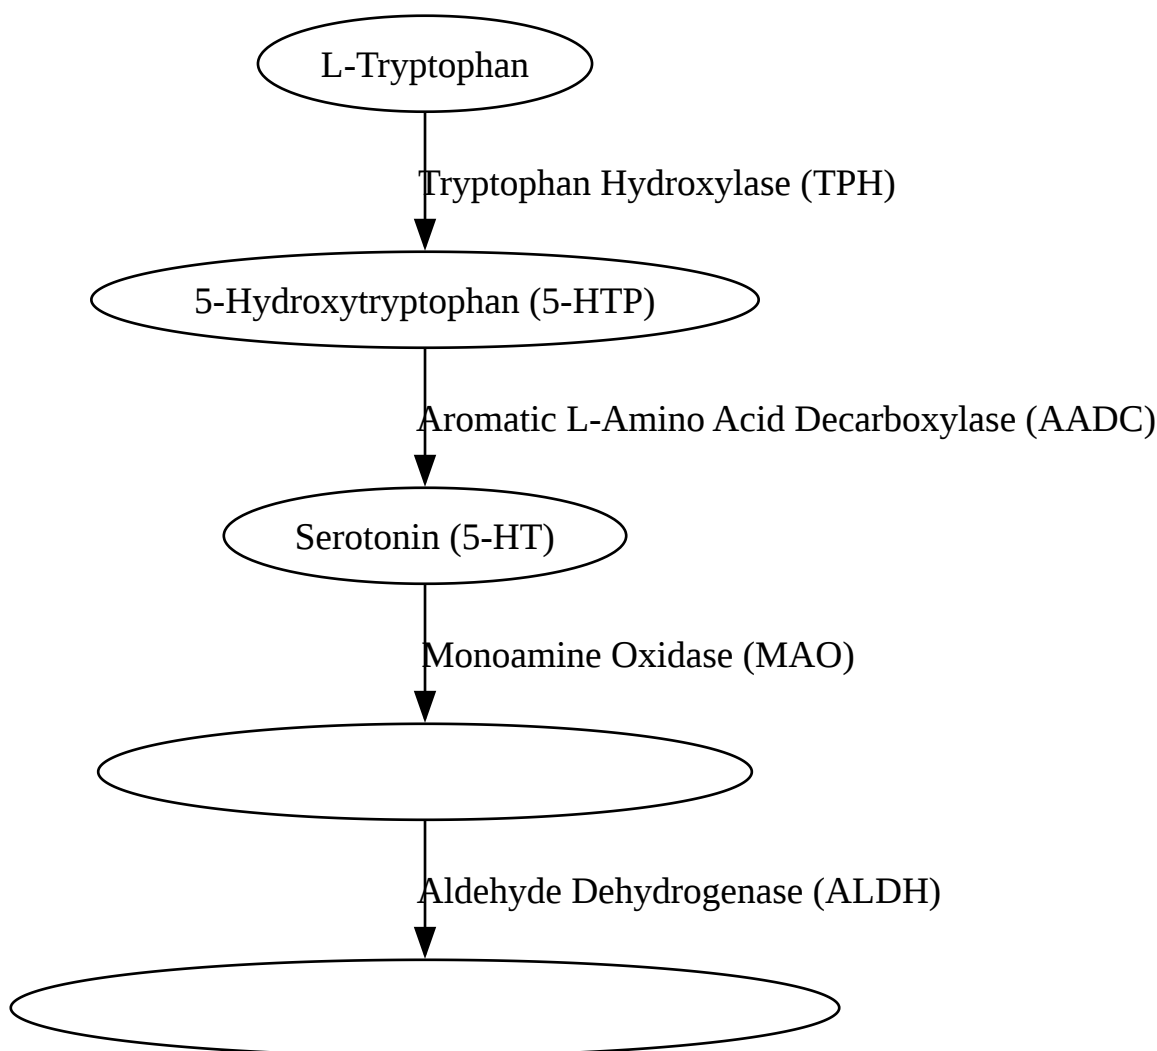 L-Tryptophan
Tryptophan Hydroxylase (TPH)
5-Hydroxytryptophan (5-HTP)
Aromatic L-Amino Acid Decarboxylase (AADC)
Serotonin (5-HT)
Monoamine Oxidase (MAO)
Aldehyde Dehydrogenase (ALDH)